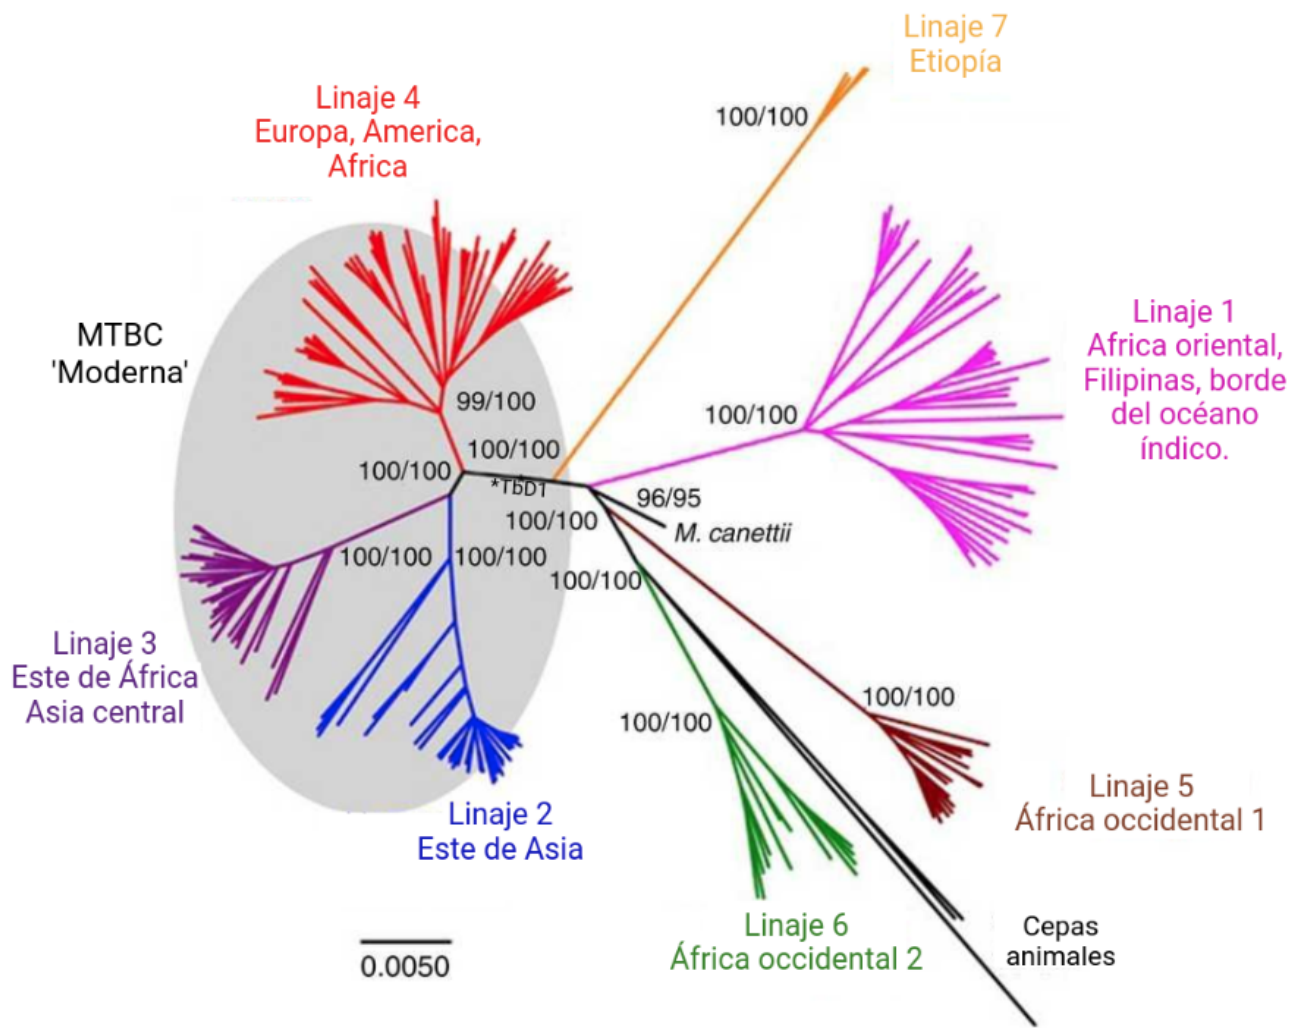 Linaje 7
Etiopía
Linaje 4
Europa, America,
Africa
100/100
MTBC
'Moderna'
Linaje 1
Africa oriental,
Filipinas, borde
del océano
índico.
99/100
100/100
100/100
100/100
*TbD1
96/95
100/100
M. canettii
100/100
100/100
100/100
Linaje 3
Este de África
Asia central
100/100
100/100
Linaje 5
África occidental 1
Linaje 2
Este de Asia
Linaje 6
África occidental 2
Cepas
animales
0.0050